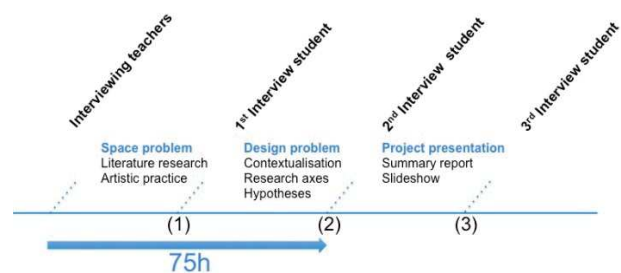 Interviewing teachers
1st Interview student
2nd Interview student
3rd Interview student
Space problem
Literature research
Artistic practice
Design problem
Contextualisation
Research axes
Hypotheses
Project presentation
Summary report
Slideshow
(1)
(2)
(3)
75h